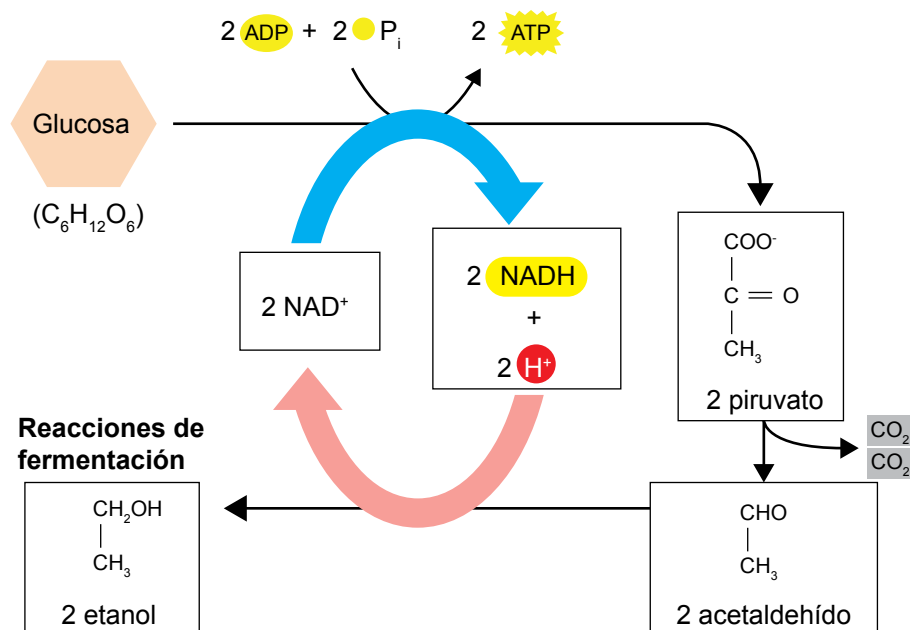 2 ADP + 2 Pᵢ 2 ATP
Glucosa
(C₆H₁₂O₆)
2 NAD⁺
2 NADH
+
2 H⁺
COO⁻
C = O
CH₃
2 piruvato
CO₂
CO₂
Reacciones de
fermentación
CH₂OH
CH₃
2 etanol
CHO
CH₃
2 acetaldehído